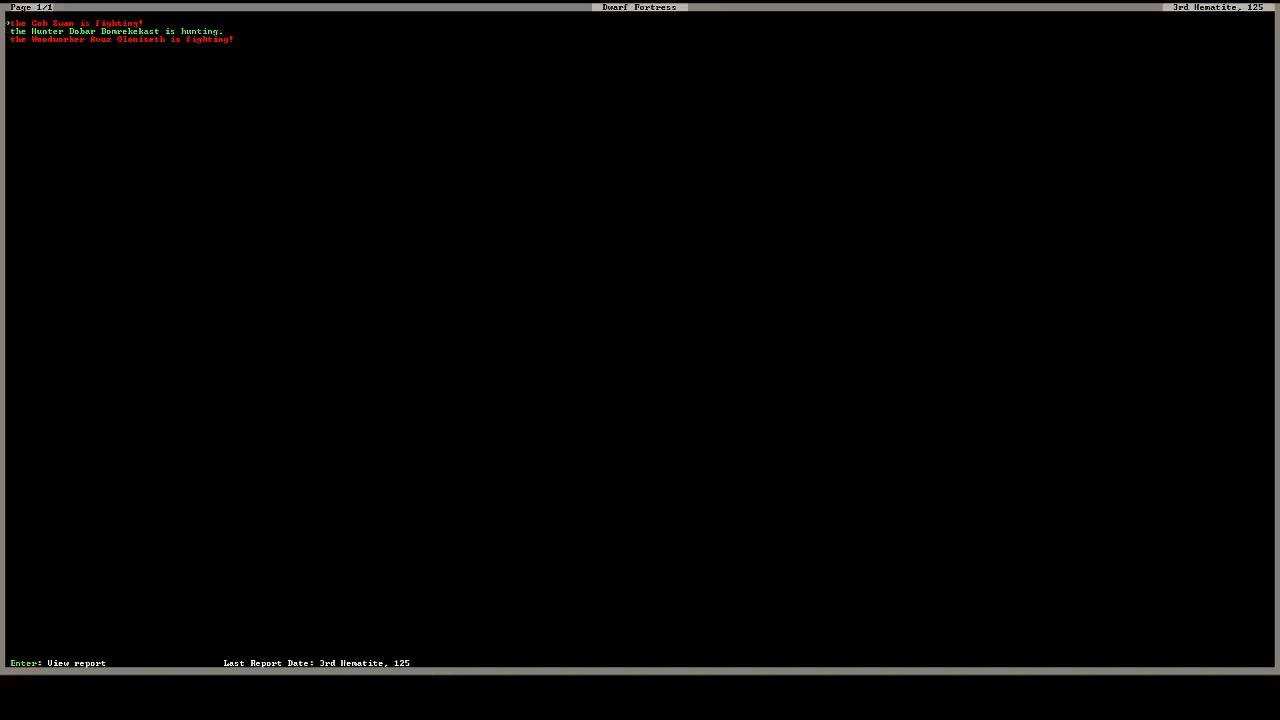 Page 1/1
Dwarf Fortress
3rd Hematite, 125
the Cob Swan is fighting!
the Hunter Dobar Domrekekast is hunting.
the Woodworker Avuz Oloniseth is fighting!
Enter: View report
Last Report Date: 3rd Hematite, 125